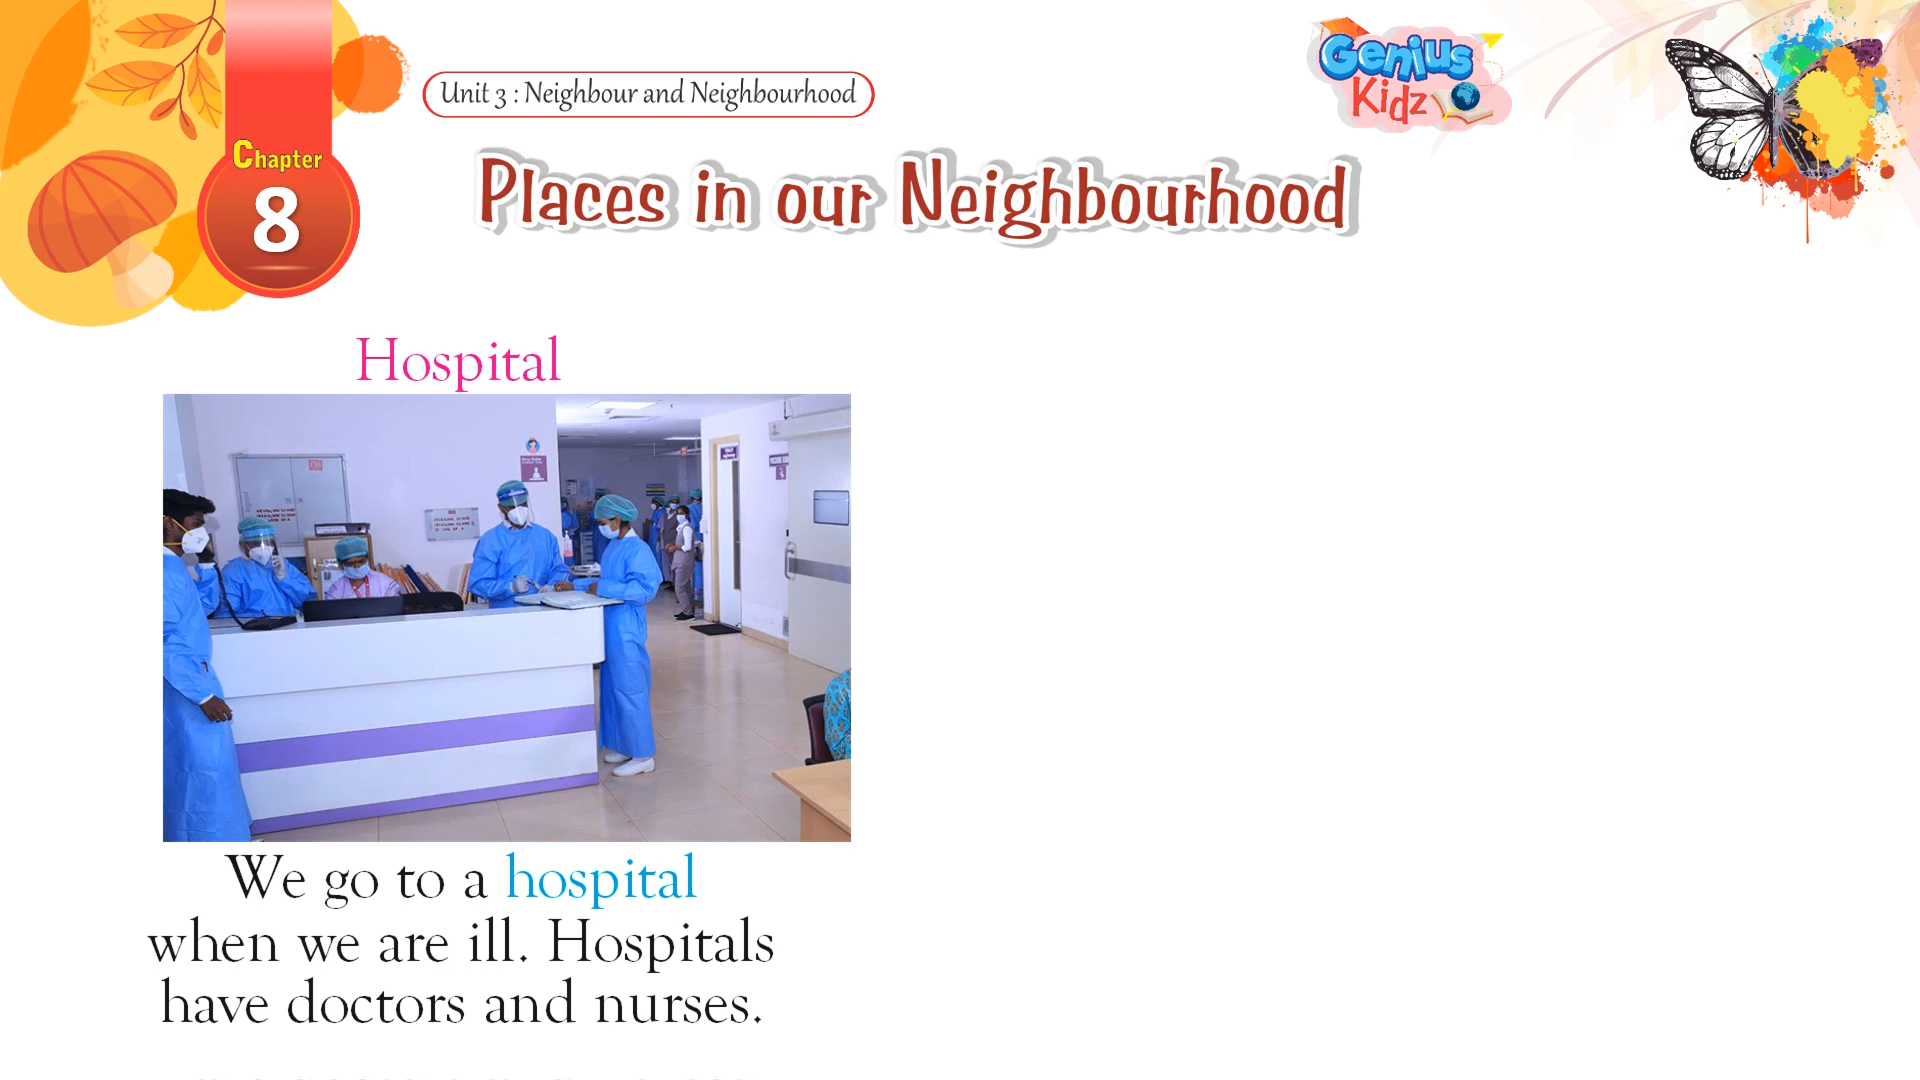 Unit 3 : Neighbour and Neighbourhood
Genius
Kidz
Chapter
8
Places in our Neighbourhood
Hospital
We go to a hospital
when we are ill. Hospitals
have doctors and nurses.